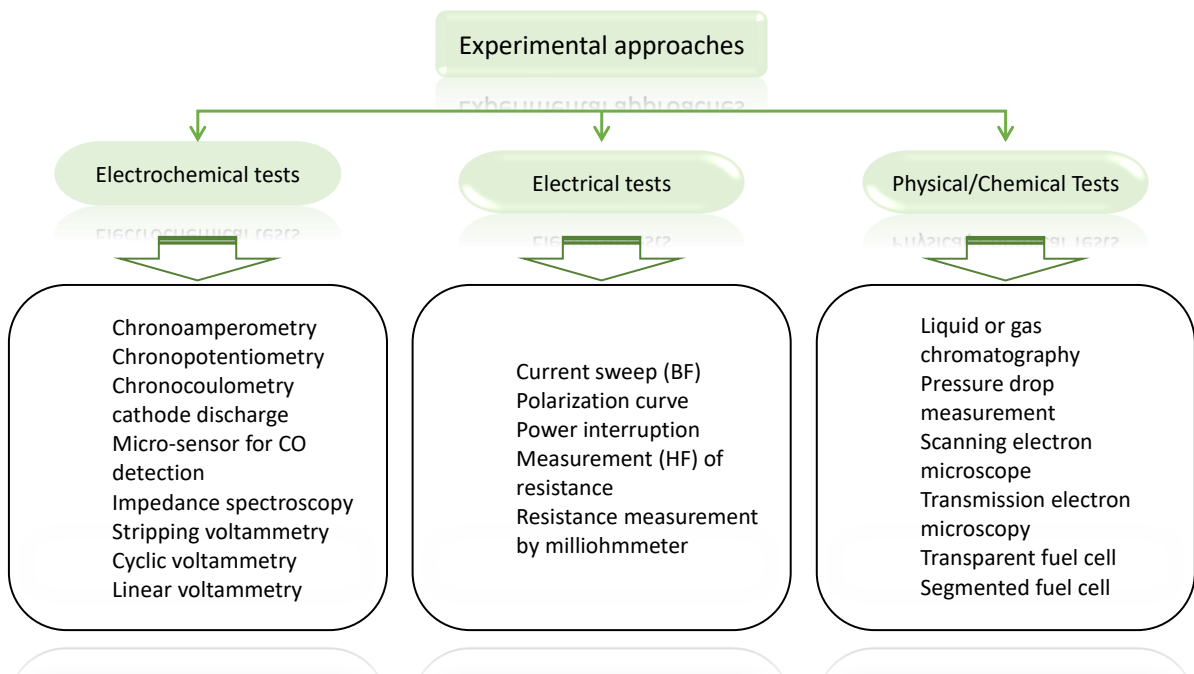 Experimental approaches
Electrochemical tests
Electrical tests
Physical/Chemical Tests
Chronoamperometry
Chronopotentiometry
Chronocoulometry
cathode discharge
Micro-sensor for CO
detection
Impedance spectroscopy
Stripping voltammetry
Cyclic voltammetry
Linear voltammetry
Current sweep (BF)
Polarization curve
Power interruption
Measurement (HF) of
resistance
Resistance measurement
by milliohmmeter
Liquid or gas
chromatography
Pressure drop
measurement
Scanning electron
microscope
Transmission electron
microscopy
Transparent fuel cell
Segmented fuel cell